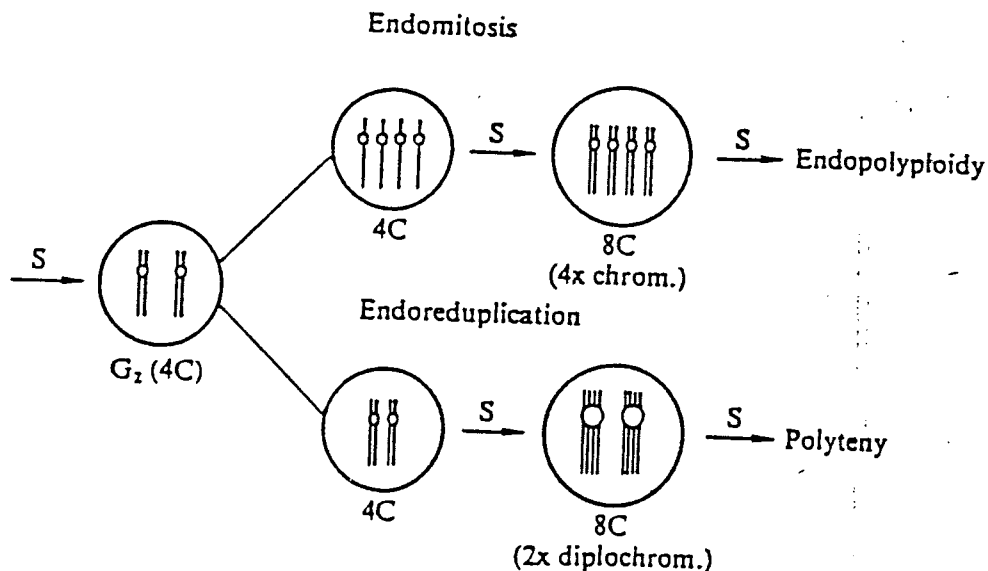 Endomitosis
S
4C
S
8C
(4x chrom.)
S
Endopolyploidy
G₂ (4C)
Endoreduplication
4C
S
8C
(2x diplochrom.)
S
Polyteny